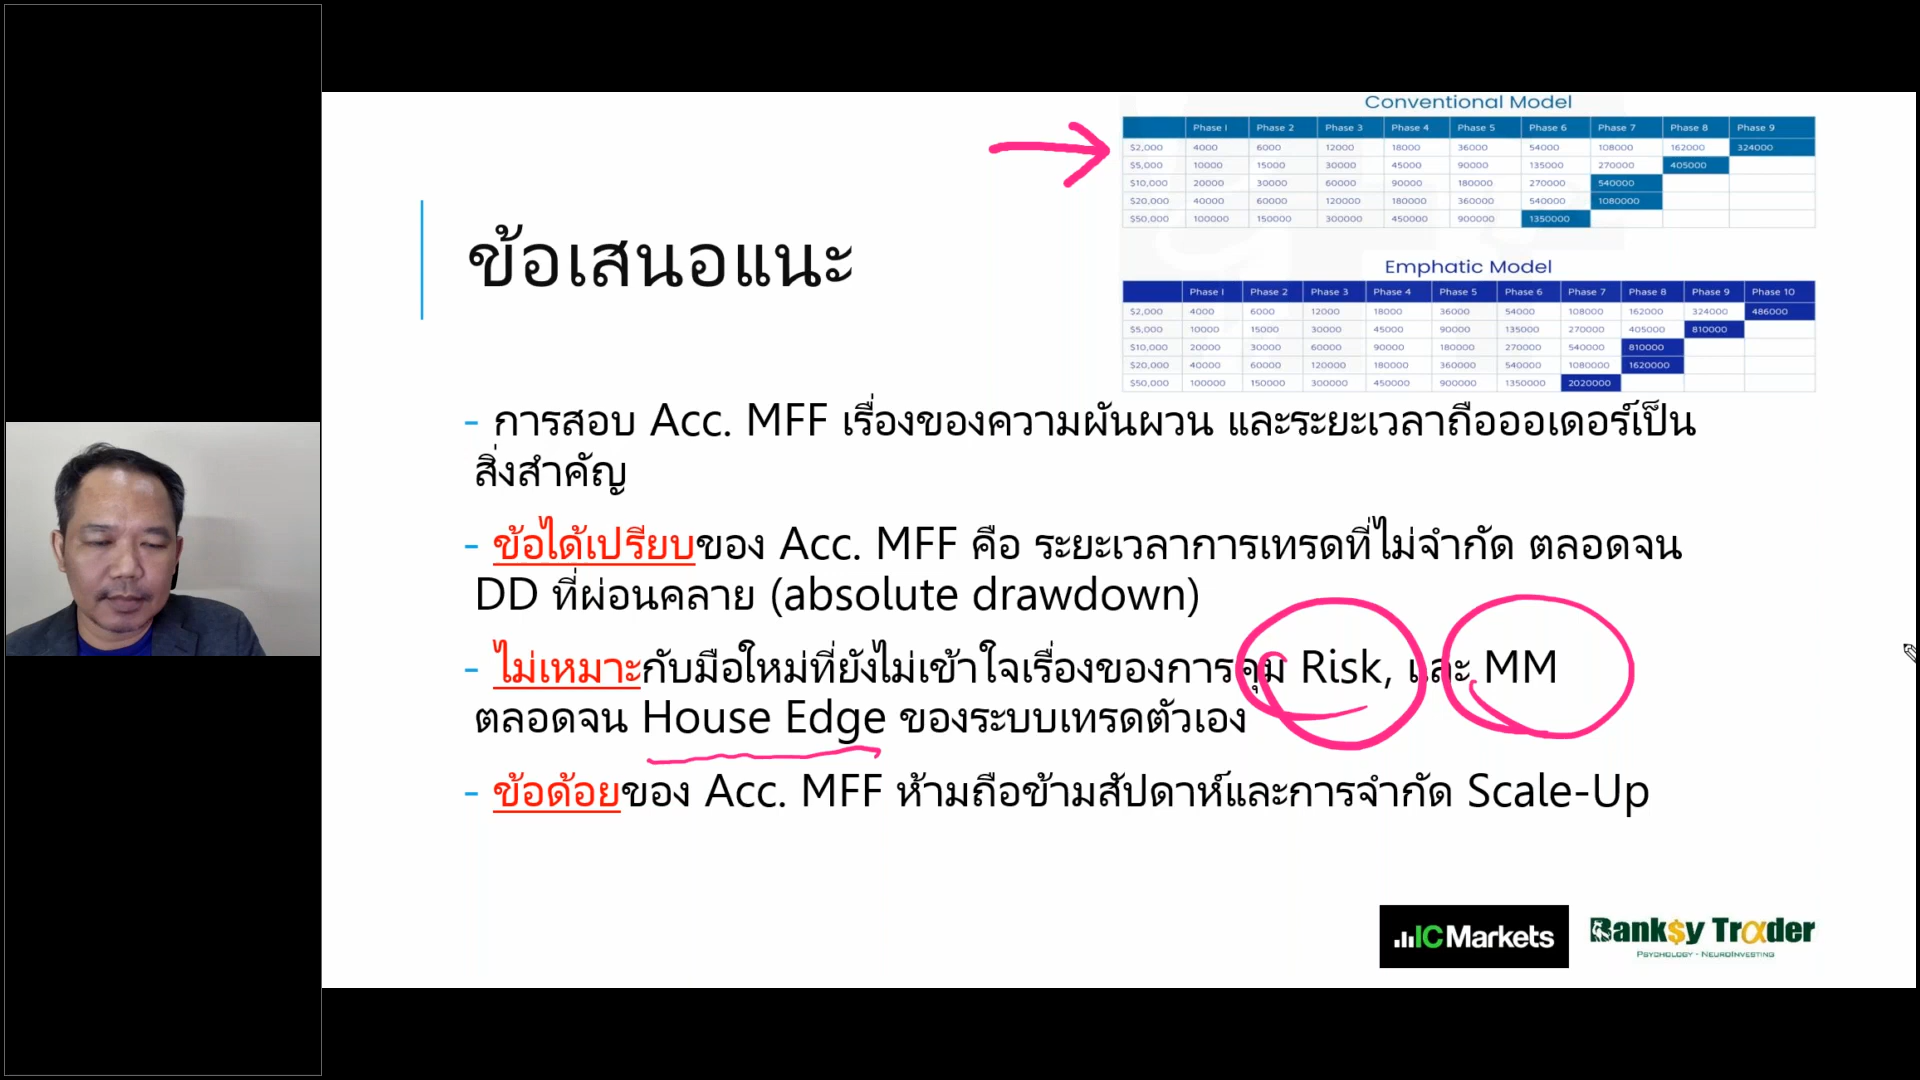 Conventional Model
Phase 1 Phase 2 Phase 3 Phase 4 Phase 5 Phase 6 Phase 7 Phase 8 Phase 9
$2,000 4000 6000 12000 18000 36000 54000 108000 162000 324000
$5,000 10000 15000 30000 45000 90000 135000 270000 405000
$10,000 20000 30000 60000 90000 180000 270000 540000
$20,000 40000 60000 120000 180000 360000 540000 1080000
$50,000 100000 150000 300000 450000 900000 1350000
ข้อเสนอแนะ
Emphatic Model
Phase 1 Phase 2 Phase 3 Phase 4 Phase 5 Phase 6 Phase 7 Phase 8 Phase 9 Phase 10
$2,000 4000 6000 12000 18000 36000 54000 108000 162000 324000 486000
$5,000 10000 15000 30000 45000 90000 135000 270000 405000 810000
$10,000 20000 30000 60000 90000 180000 270000 540000 810000
$20,000 40000 60000 120000 180000 360000 540000 1080000 1620000
$50,000 100000 150000 300000 450000 900000 1350000 2020000
- การสอบ Acc. MFF เรื่องของความผันผวน และระยะเวลาถือออเดอร์เป็น
สิ่งสำคัญ
- ข้อได้เปรียบของ Acc. MFF คือ ระยะเวลาการเทรดที่ไม่จำกัด ตลอดจน
DD ที่ผ่อนคลาย (absolute drawdown)
- ไม่เหมาะกับมือใหม่ที่ยังไม่เข้าใจเรื่องของการคุม Risk, และ MM
ตลอดจน House Edge ของระบบเทรดตัวเอง
- ข้อด้อยของ Acc. MFF ห้ามถือข้ามสัปดาห์และการจำกัด Scale-Up
IC Markets
Bank$y Trader
Psychology - NeuroInvesting